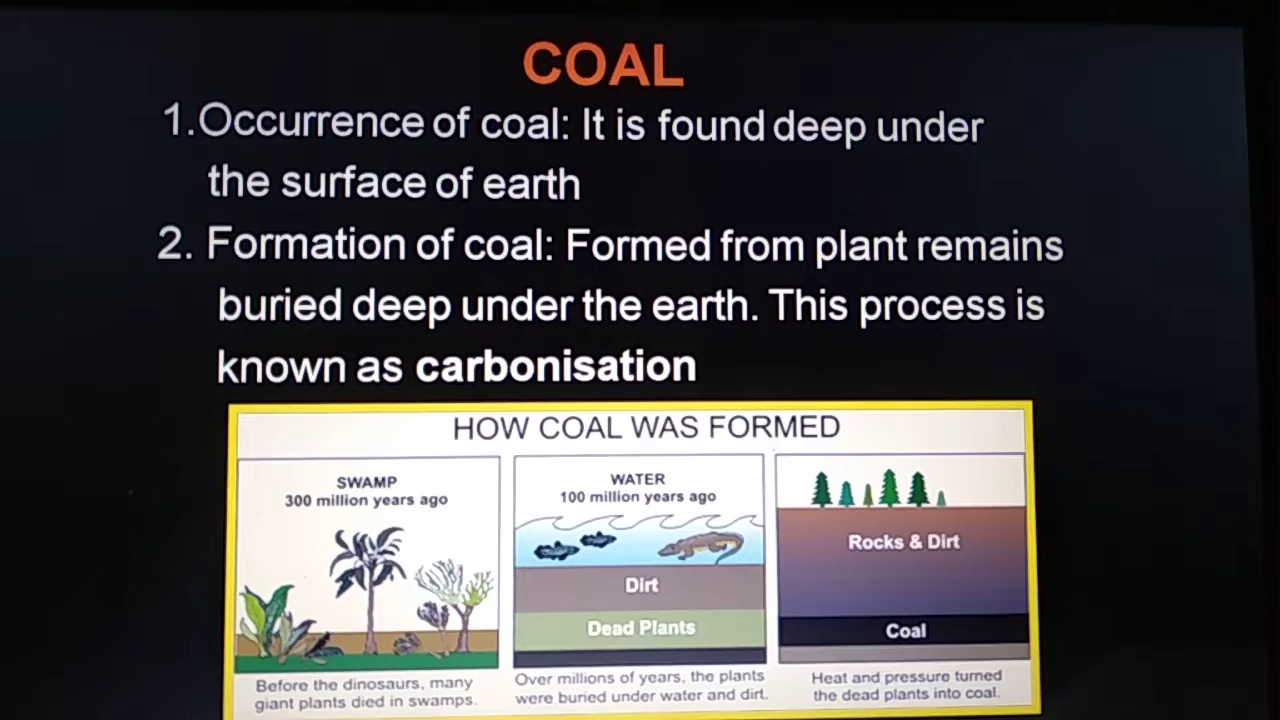 COAL
1.Occurrence of coal: It is found deep under
the surface of earth
2. Formation of coal: Formed from plant remains
buried deep under the earth. This process is
known as carbonisation
HOW COAL WAS FORMED
SWAMP
300 million years ago
Before the dinosaurs, many
giant plants died in swamps.
WATER
100 million years ago
Dirt
Dead Plants
Over millions of years, the plants
were buried under water and dirt.
Rocks & Dirt
Coal
Heat and pressure turned
the dead plants into coal.